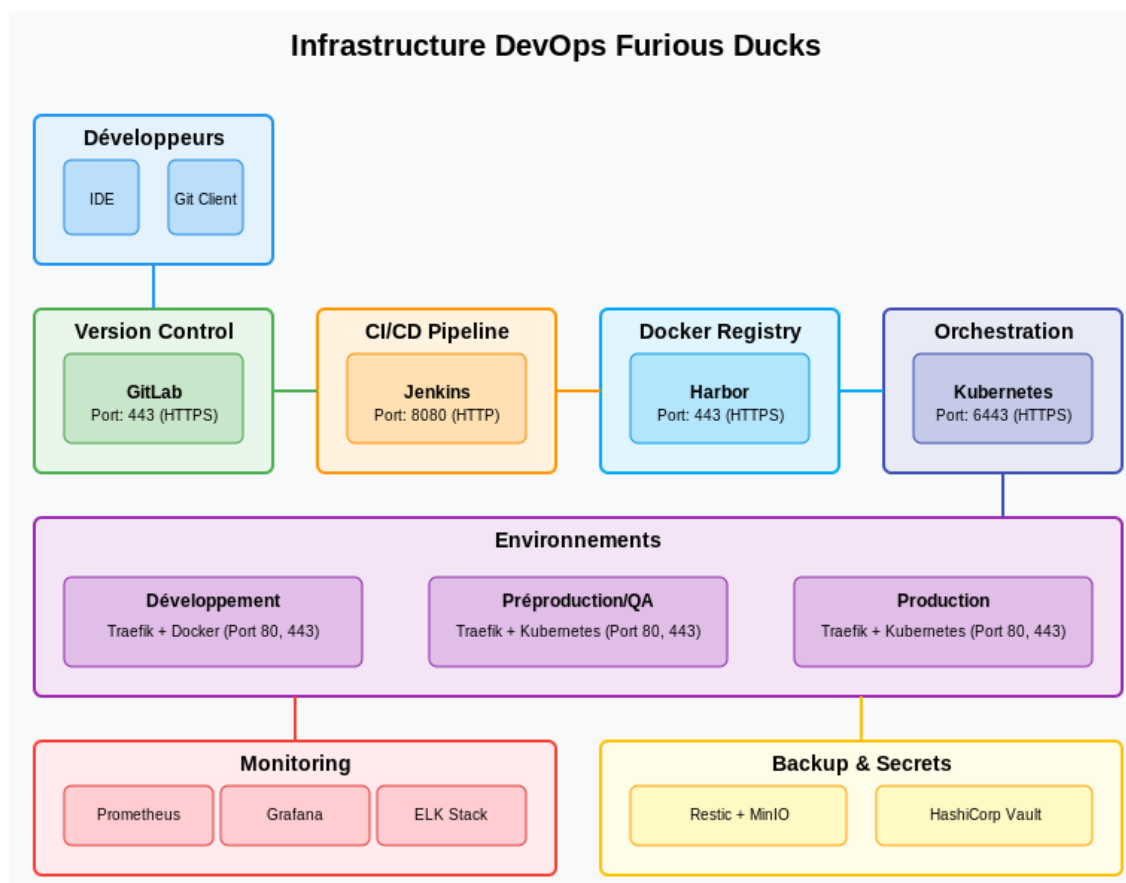 Infrastructure DevOps Furious Ducks
Développeurs
IDE
Git Client
Version Control
GitLab
Port: 443 (HTTPS)
CI/CD Pipeline
Jenkins
Port: 8080 (HTTP)
Docker Registry
Harbor
Port: 443 (HTTPS)
Orchestration
Kubernetes
Port: 6443 (HTTPS)
Environnements
Développement
Traefik + Docker (Port 80, 443)
Préproduction/QA
Traefik + Kubernetes (Port 80, 443)
Production
Traefik + Kubernetes (Port 80, 443)
Monitoring
Prometheus
Grafana
ELK Stack
Backup & Secrets
Restic + MinIO
HashiCorp Vault